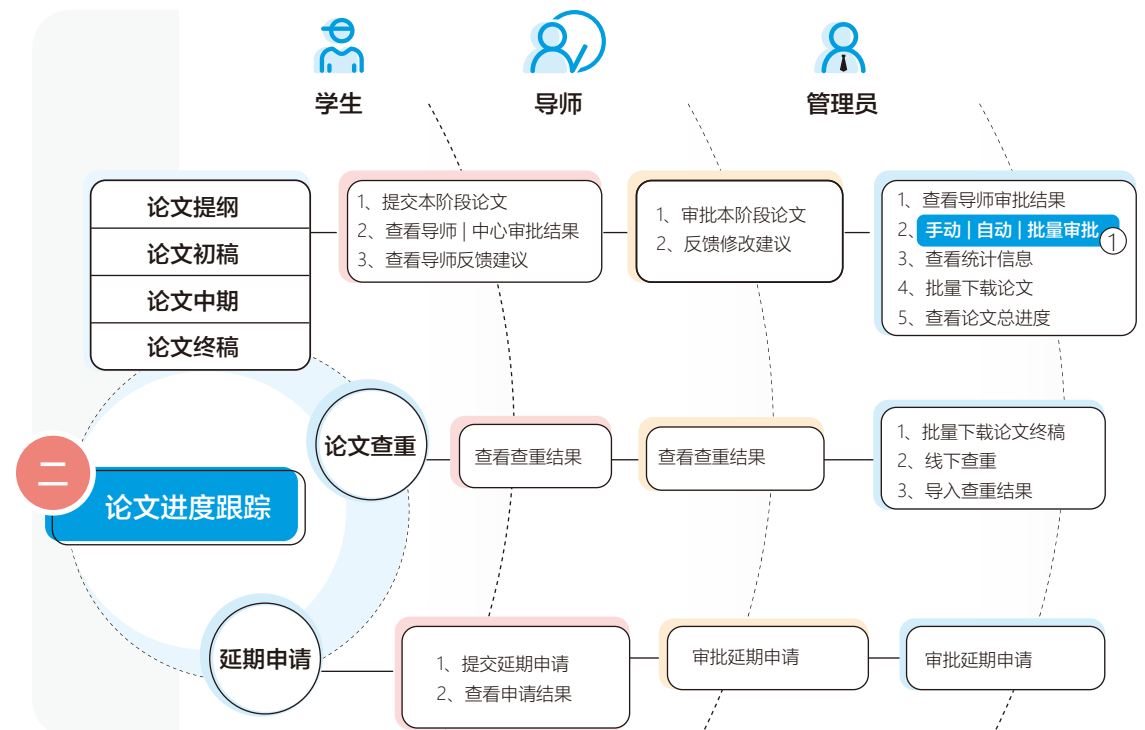 学生
导师
管理员
论文提纲
论文初稿
论文中期
论文终稿
1、提交本阶段论文
2、查看导师 | 中心审批结果
3、查看导师反馈建议
1、审批本阶段论文
2、反馈修改建议
1、查看导师审批结果
2、手动 | 自动 | 批量审批 ①
3、查看统计信息
4、批量下载论文
5、查看论文总进度
二
论文进度跟踪
论文查重
查看查重结果
查看查重结果
1、批量下载论文终稿
2、线下查重
3、导入查重结果
延期申请
1、提交延期申请
2、查看申请结果
审批延期申请
审批延期申请